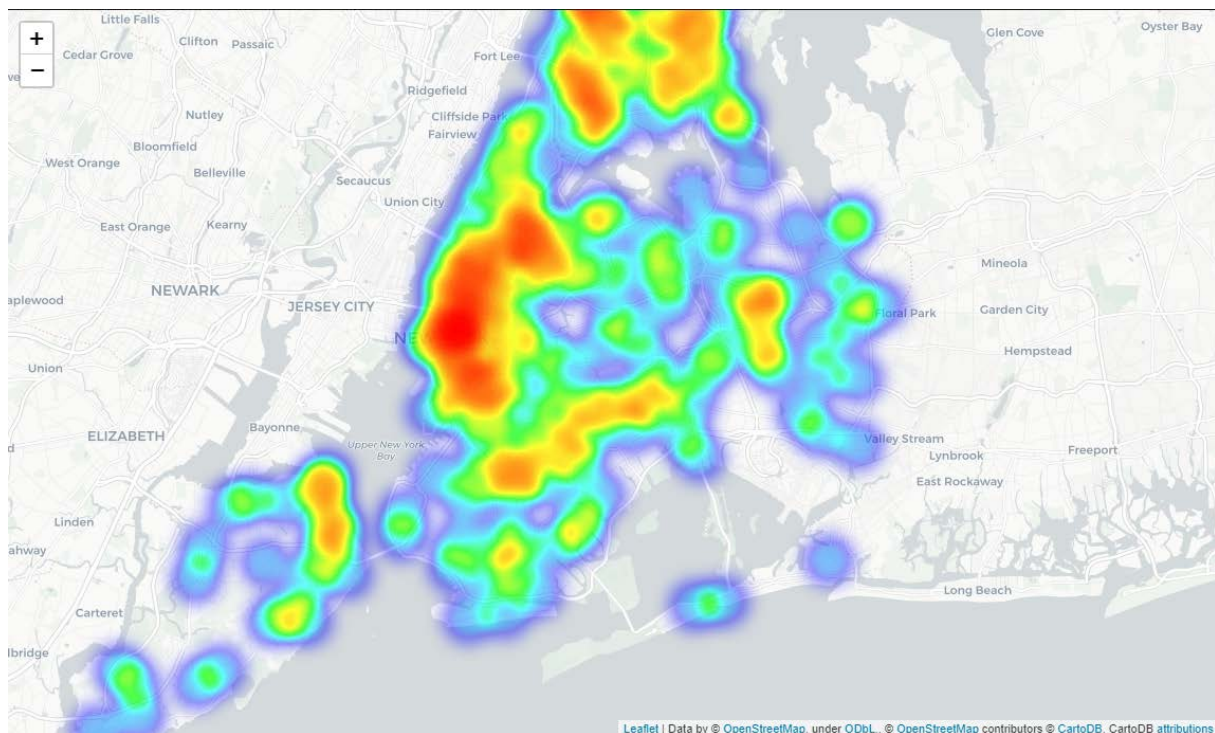 Little Falls
Glen Cove
Oyster Bay
+
Clifton
Passaic
Cedar Grove
Fort Lee
−
Ridgefield
Nutley
Cliffside Park
Fairview
Bloomfield
West Orange
Belleville
Secaucus
Union City
East Orange
Kearny
Mineola
NEWARK
JERSEY CITY
Garden City
Floral Park
Hempstead
Union
ELIZABETH
Bayonne
Upper New York
Bay
Valley Stream
Lynbrook
Freeport
East Rockaway
Linden
Long Beach
Carteret
Leaflet | Data by © OpenStreetMap, under ODbL., © OpenStreetMap contributors © CartoDB, CartoDB attributions